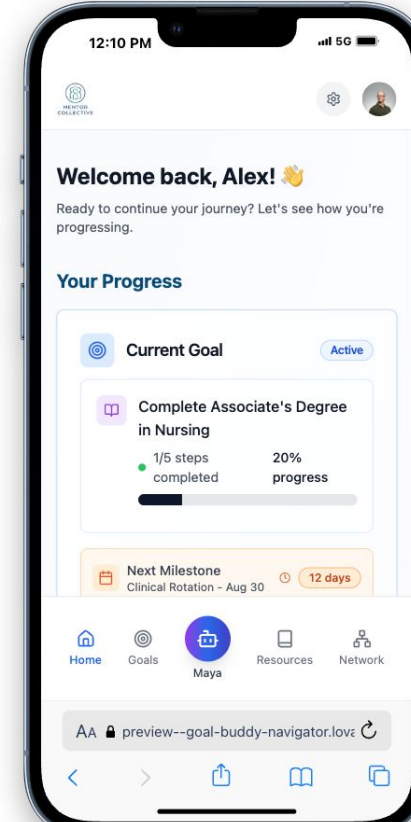 12:10 PM
5G
MENTOR
COLLECTIVE
Welcome back, Alex! 👋
Ready to continue your journey? Let's see how you're
progressing.
Your Progress
Current Goal
Active
Complete Associate's Degree
in Nursing
1/5 steps
completed
20%
progress
Next Milestone
Clinical Rotation - Aug 30
12 days
Home
Goals
Maya
Resources
Network
AA
preview--goal-buddy-navigator.lova